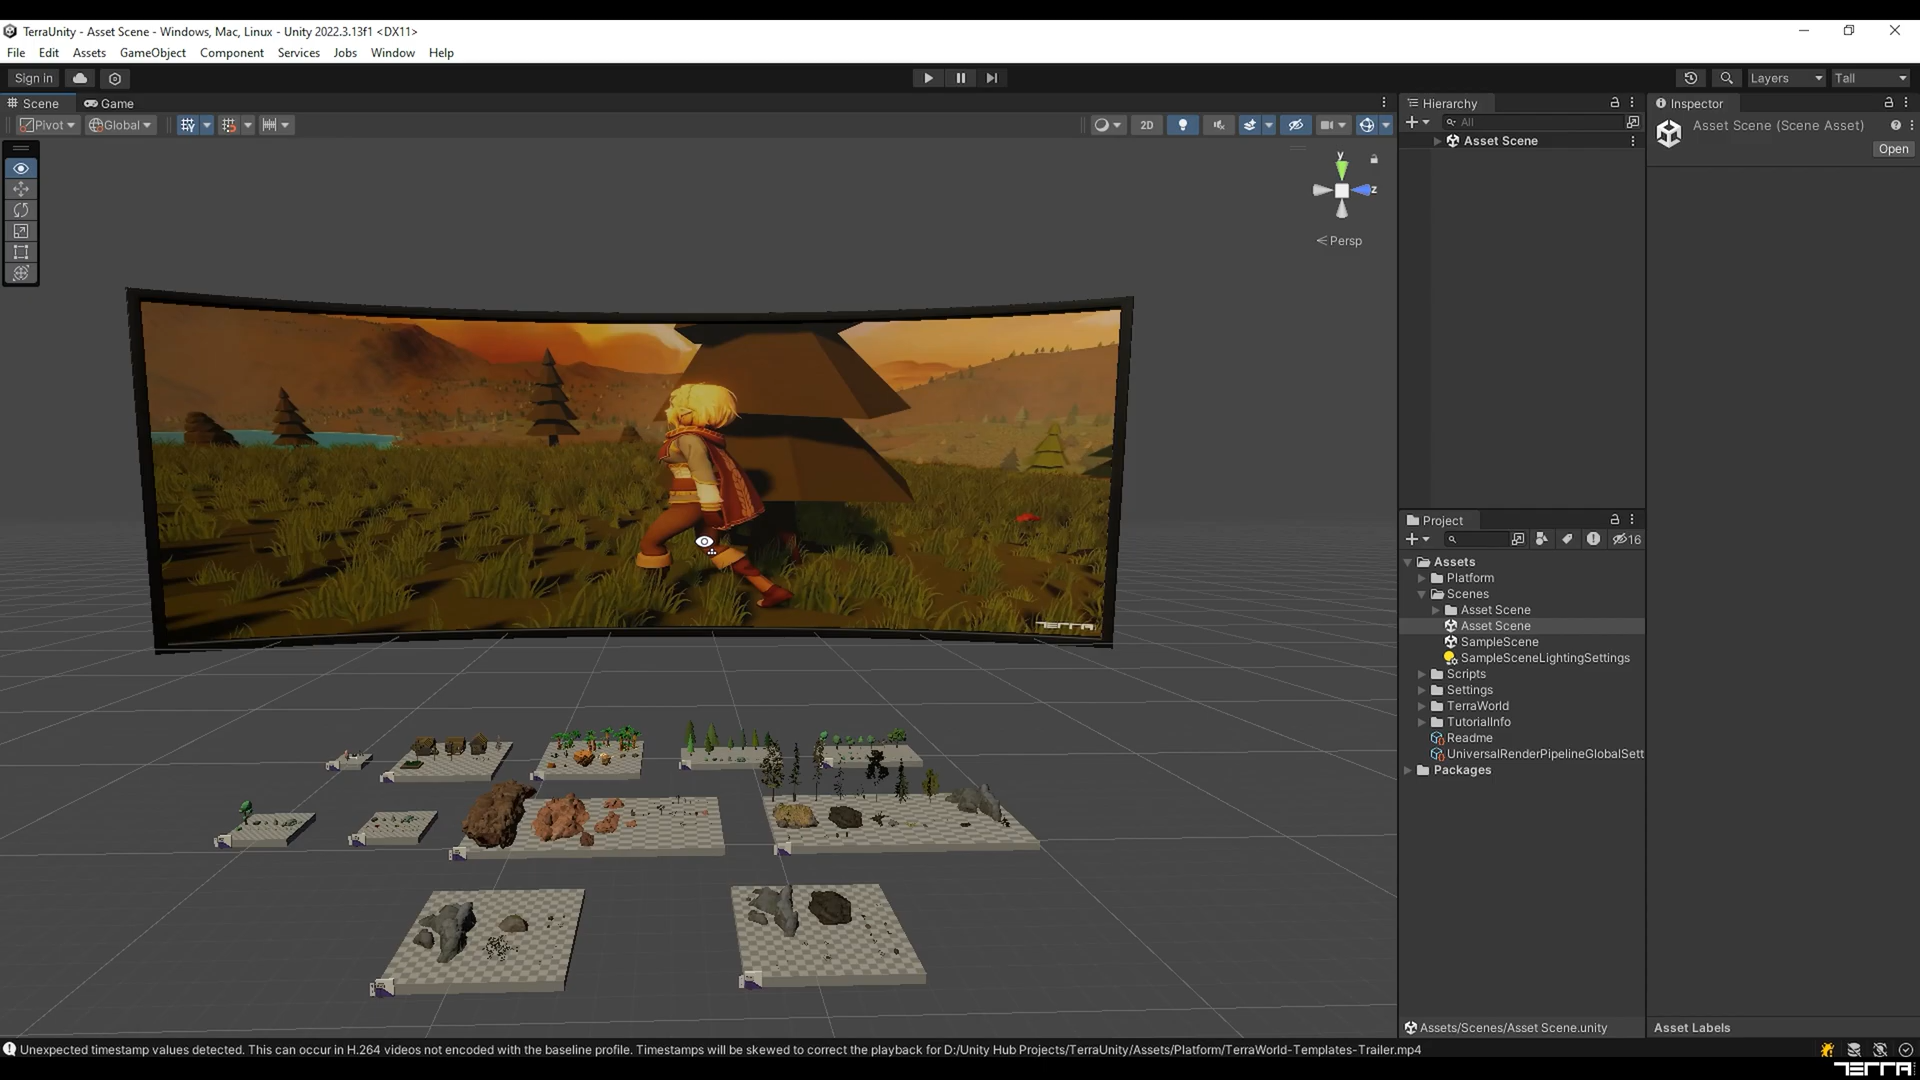 TerraUnity - Asset Scene - Windows, Mac, Linux - Unity 2022.3.13f1 <DX11>
File Edit Assets GameObject Component Services Jobs Window Help
Sign in
Layers Tall
Scene Game
Hierarchy
Inspector
Pivot Global
2D
All
Asset Scene
Asset Scene (Scene Asset)
Open
y
z
Persp
TERRA
Project
16
Assets
Platform
Scenes
Asset Scene
Asset Scene
SampleScene
SampleSceneLightingSettings
Scripts
Settings
TerraWorld
TutorialInfo
Readme
UniversalRenderPipelineGlobalSett
Packages
Assets/Scenes/Asset Scene.unity
Asset Labels
Unexpected timestamp values detected. This can occur in H.264 videos not encoded with the baseline profile. Timestamps will be skewed to correct the playback for D:/Unity Hub Projects/TerraUnity/Assets/Platform/TerraWorld-Templates-Trailer.mp4
TERRA